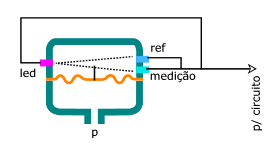 ref
led
medição
p
p/ circuito